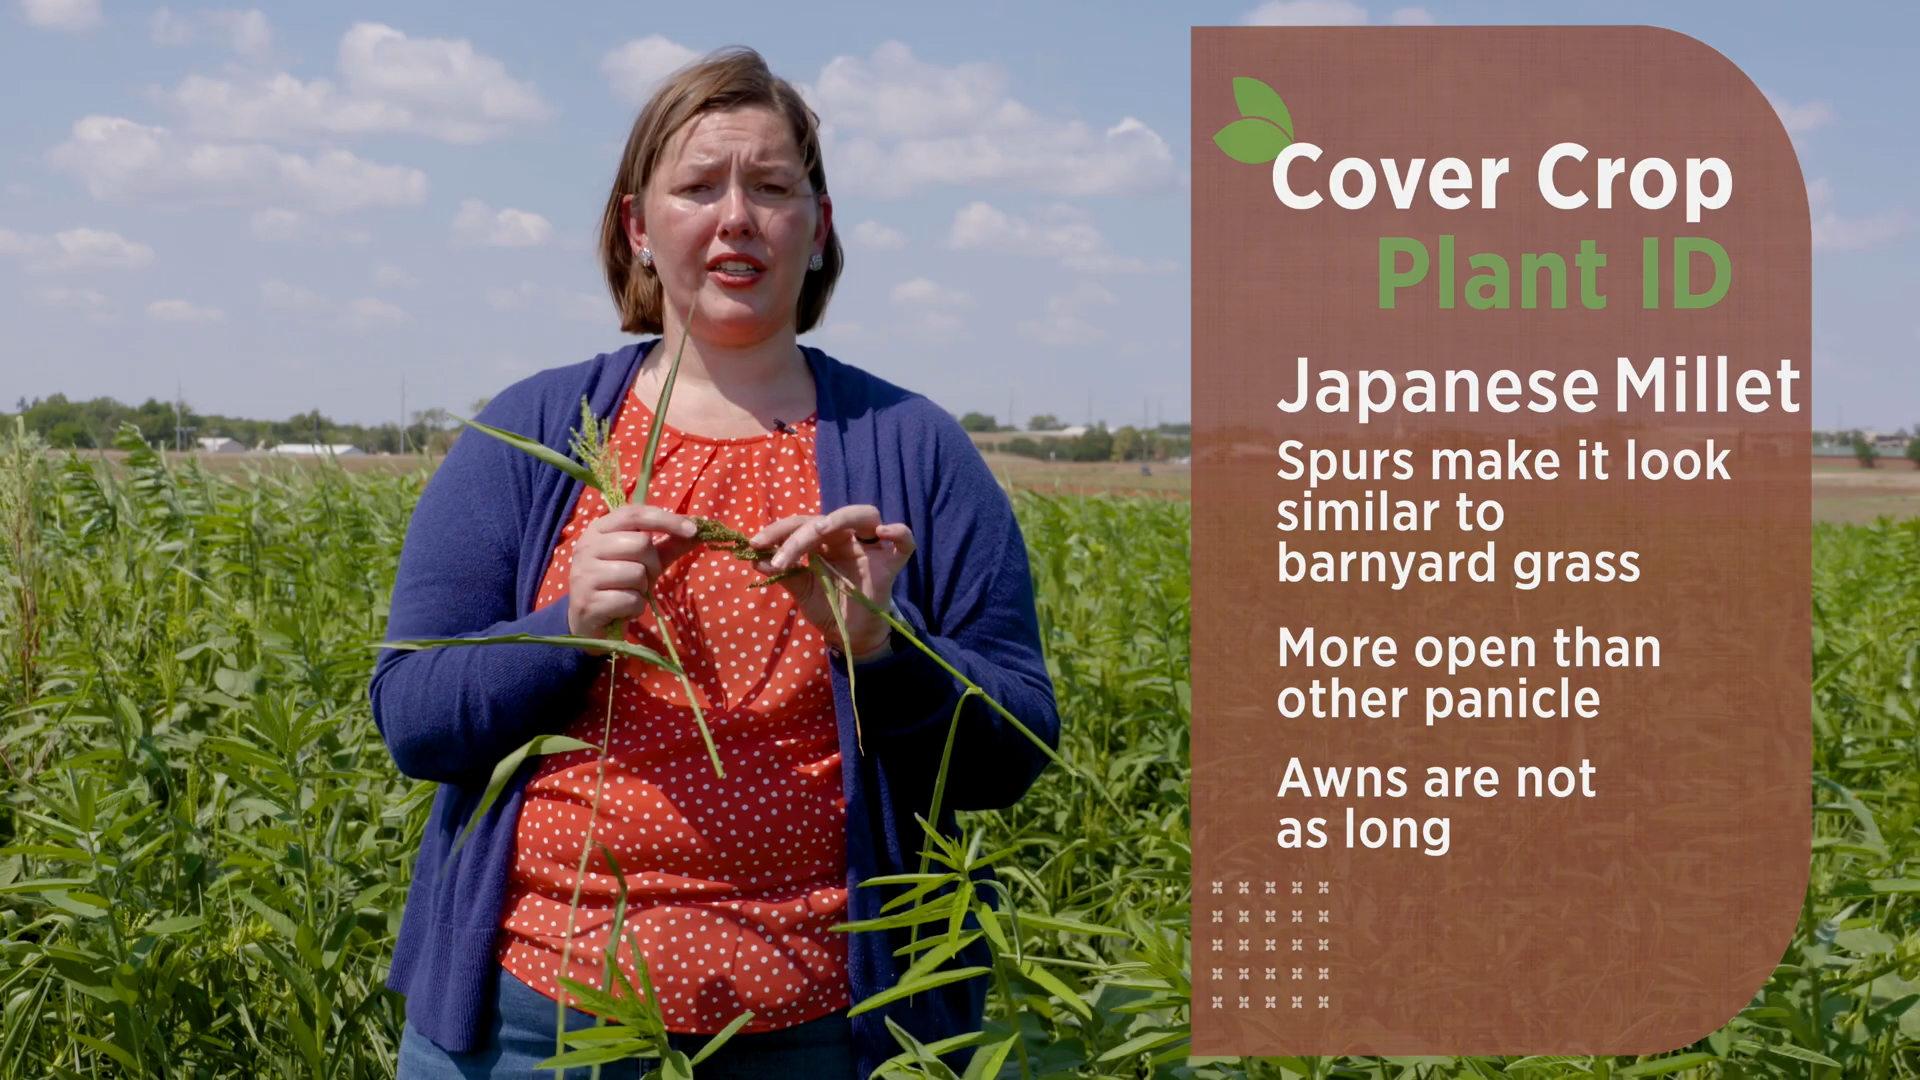 Cover Crop
Plant ID
Japanese Millet
Spurs make it look
similar to
barnyard grass
More open than
other panicle
Awns are not
as long